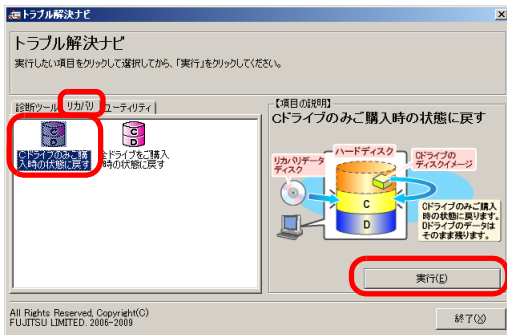 トラブル解決ナビ
トラブル解決ナビ
実行したい項目をクリックして選択してから、「実行」をクリックしてください。
診断ツール リカバリ ユーティリティ
Cドライブのみご購
入時の状態に戻す
全ドライブをご購入
時の状態に戻す
【項目の説明】
Cドライブのみご購入時の状態に戻す
リカバリデータ
ディスク
ハードディスク
Cドライブの
ディスクイメージ
C
D
Cドライブのみご購入
時の状態に戻ります。
Dドライブのデータは
そのまま残ります。
実行(E)
All Rights Reserved, Copyright(C)
FUJITSU LIMITED. 2006-2009
終了(X)